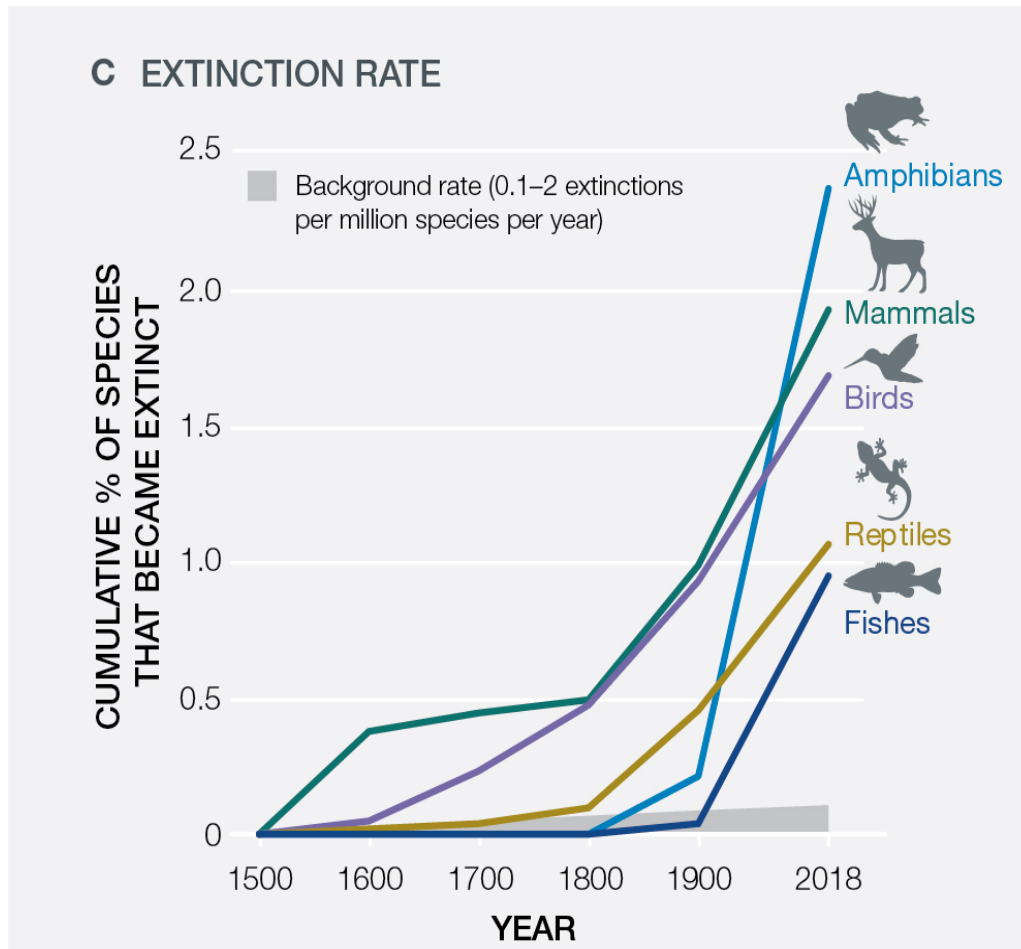 C EXTINCTION RATE
2.5
2.0
1.5
1.0
0.5
0
CUMULATIVE % OF SPECIES
THAT BECAME EXTINCT
Background rate (0.1–2 extinctions
per million species per year)
Amphibians
Mammals
Birds
Reptiles
Fishes
1500 1600 1700 1800 1900 2018
YEAR